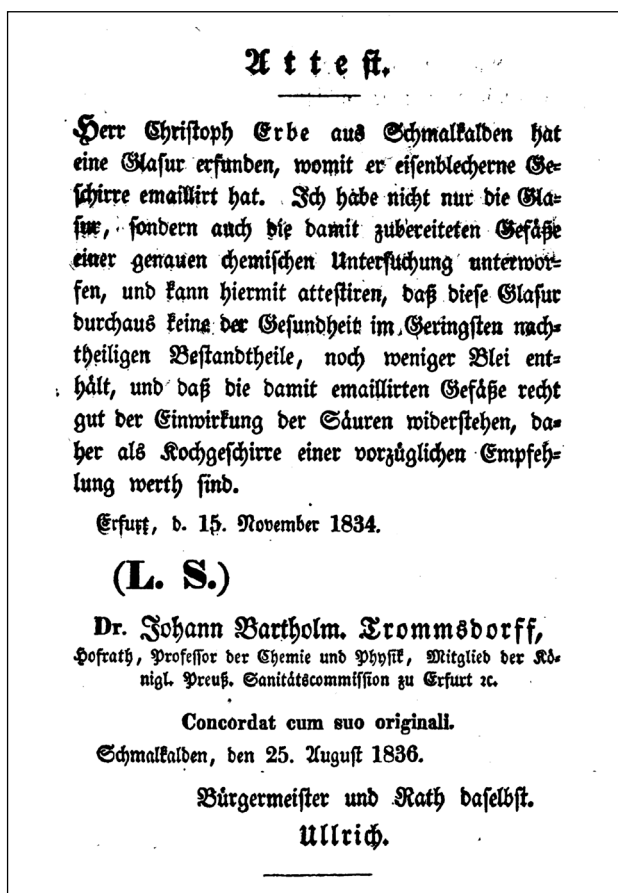 Attest.
Herr Christoph Erbe aus Schmalkalden hat
eine Glasur erfunden, womit er eisenblecherne Ge=
schirre emaillirt hat. Ich habe nicht nur die Gla=
sur, sondern auch die damit zubereiteten Gefäße
einer genauen chemischen Untersuchung unterwor=
fen, und kann hiermit attestiren, daß diese Glasur
durchaus keine der Gesundheit im Geringsten nach=
theiligen Bestandtheile, noch weniger Blei ent=
hält, und daß die damit emaillirten Gefäße recht
gut der Einwirkung der Säuren widerstehen, da=
her als Kochgeschirre einer vorzüglichen Empfeh=
lung werth sind.
Erfurt, d. 15. November 1834.
(L. S.)
Dr. Johann Bartholm. Trommsdorff,
Hofrath, Professor der Chemie und Physik, Mitglied der Kö=
nigl. Preuß. Sanitätscommission zu Erfurt ꝛc.
Concordat cum suo originali.
Schmalkalden, den 25. August 1836.
Bürgermeister und Rath daselbst.
Ullrich.